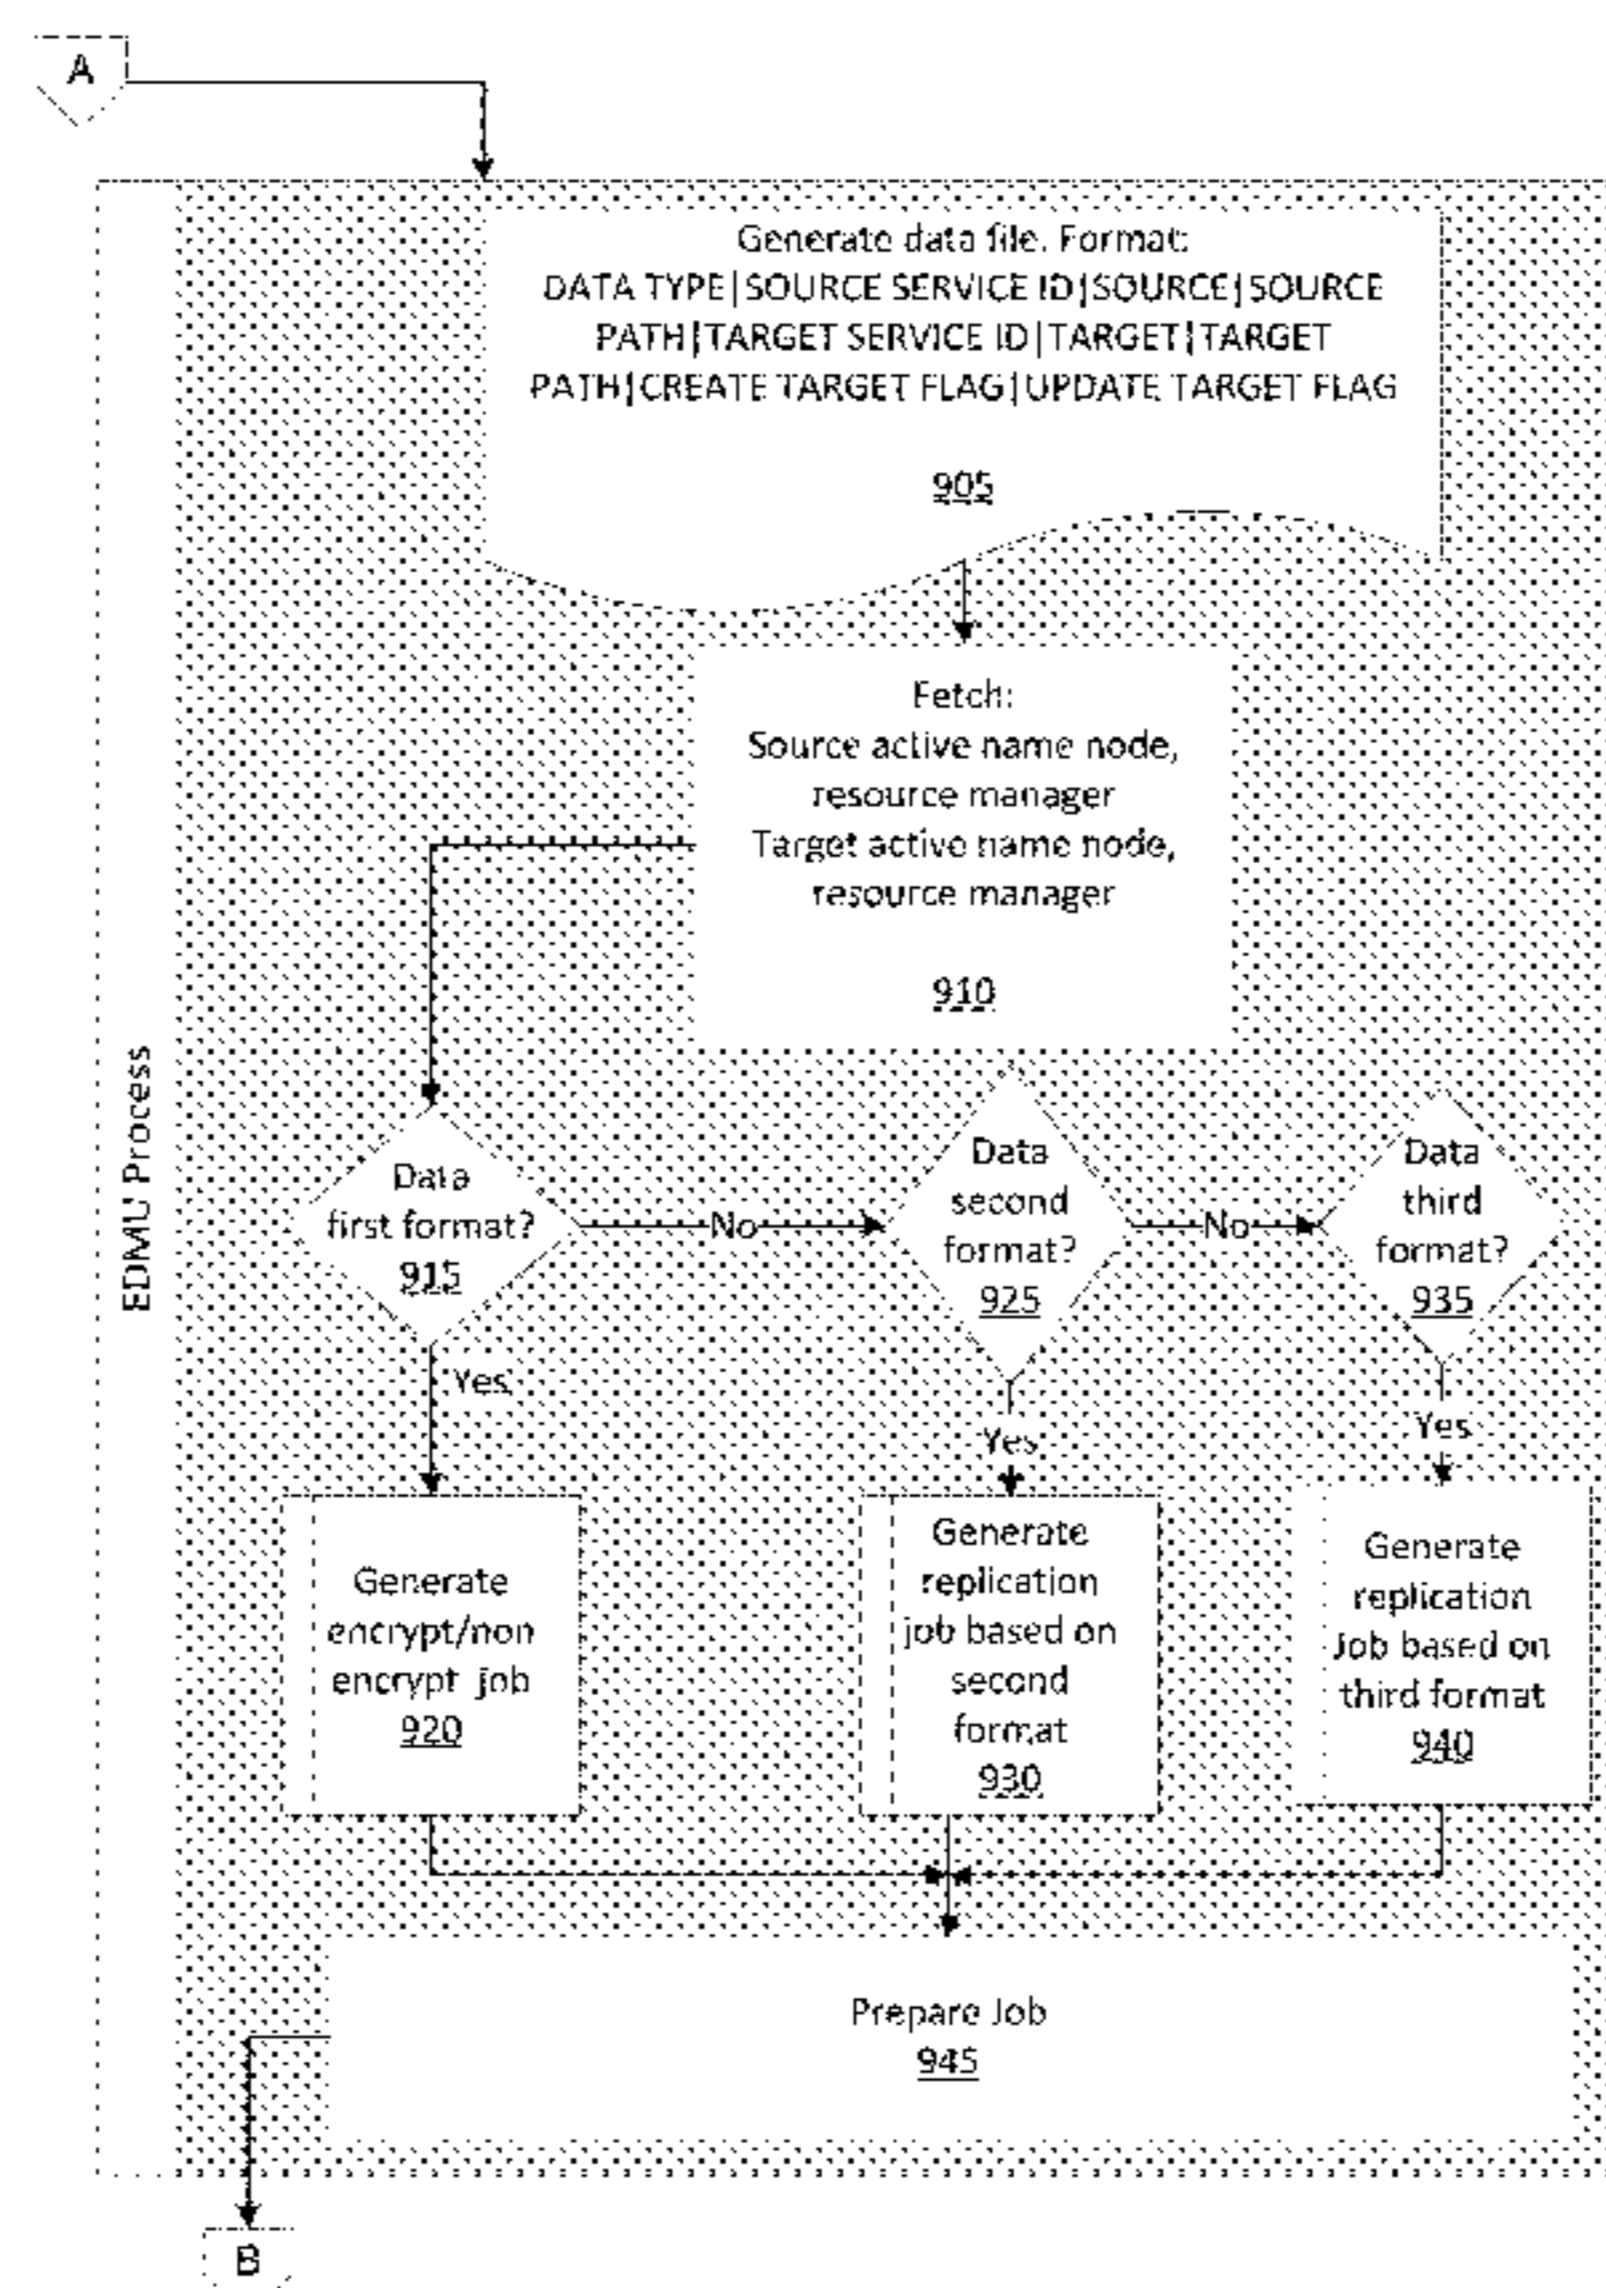 A
Generate data file. Format:
DATA TYPE|SOURCE SERVICE ID|SOURCE|SOURCE
PATH|TARGET SERVICE ID|TARGET|TARGET
PATH|CREATE TARGET FLAG|UPDATE TARGET FLAG
905
Fetch:
Source active name node,
resource manager
Target active name node,
resource manager
910
EDMU Process
Data
first format?
915
No
Data
second
format?
925
No
Data
third
format?
935
Yes
Yes
Yes
Generate
encrypt/non
encrypt job
920
Generate
replication
job based on
second
format
930
Generate
replication
Job based on
third format
940
Prepare Job
945
B